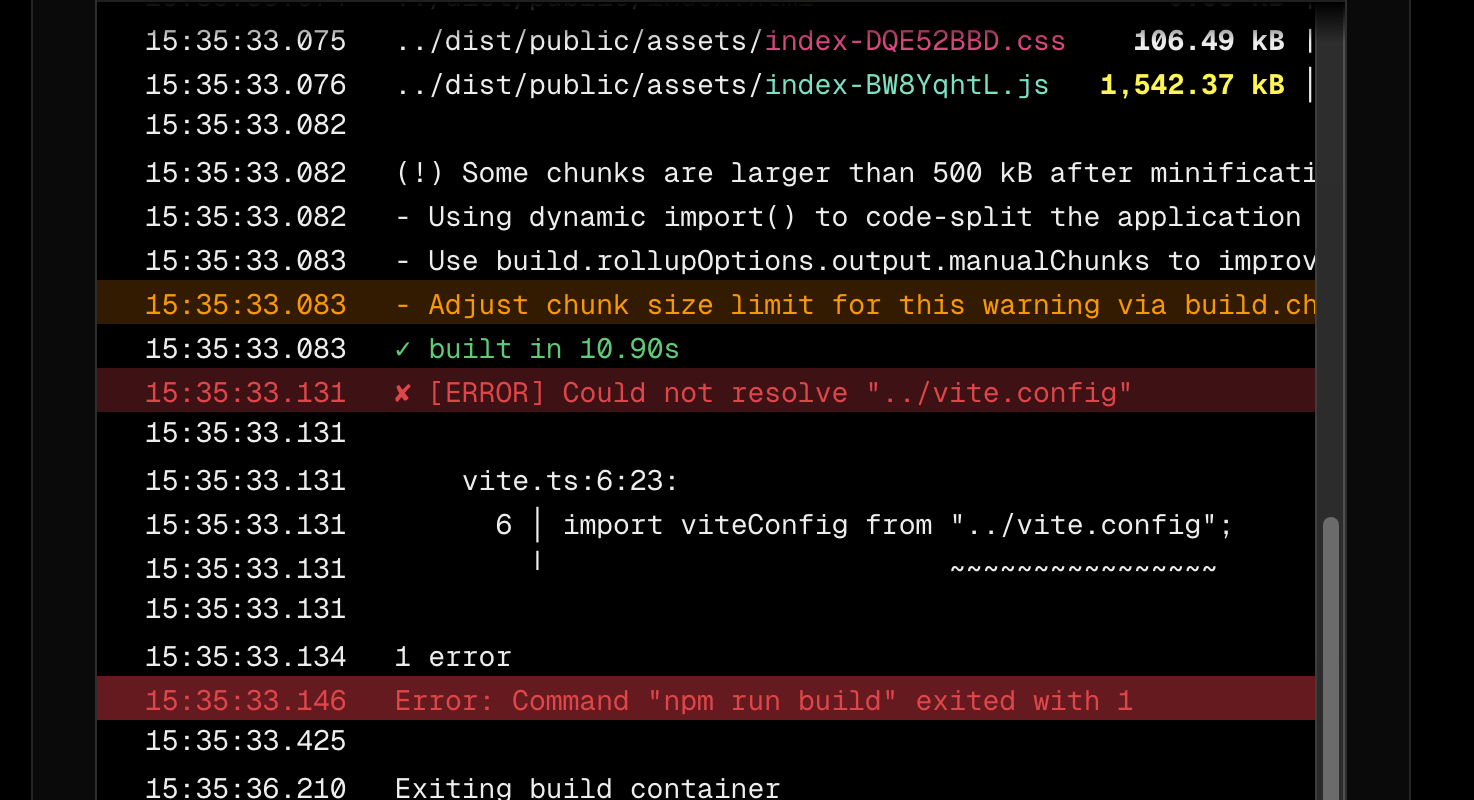 15:35:33.075 ../dist/public/assets/index-DQE52BBD.css 106.49 kB |
15:35:33.076 ../dist/public/assets/index-BW8YqhtL.js 1,542.37 kB |
15:35:33.082
15:35:33.082 (!) Some chunks are larger than 500 kB after minificati
15:35:33.082 - Using dynamic import() to code-split the application
15:35:33.083 - Use build.rollupOptions.output.manualChunks to improv
15:35:33.083 - Adjust chunk size limit for this warning via build.ch
15:35:33.083 ✓ built in 10.90s
15:35:33.131 ✘ [ERROR] Could not resolve "../vite.config"
15:35:33.131
15:35:33.131 vite.ts:6:23:
15:35:33.131 6 │ import viteConfig from "../vite.config";
15:35:33.131 ╵ ~~~~~~~~~~~~~~~~
15:35:33.131
15:35:33.134 1 error
15:35:33.146 Error: Command "npm run build" exited with 1
15:35:33.425
15:35:36.210 Exiting build container